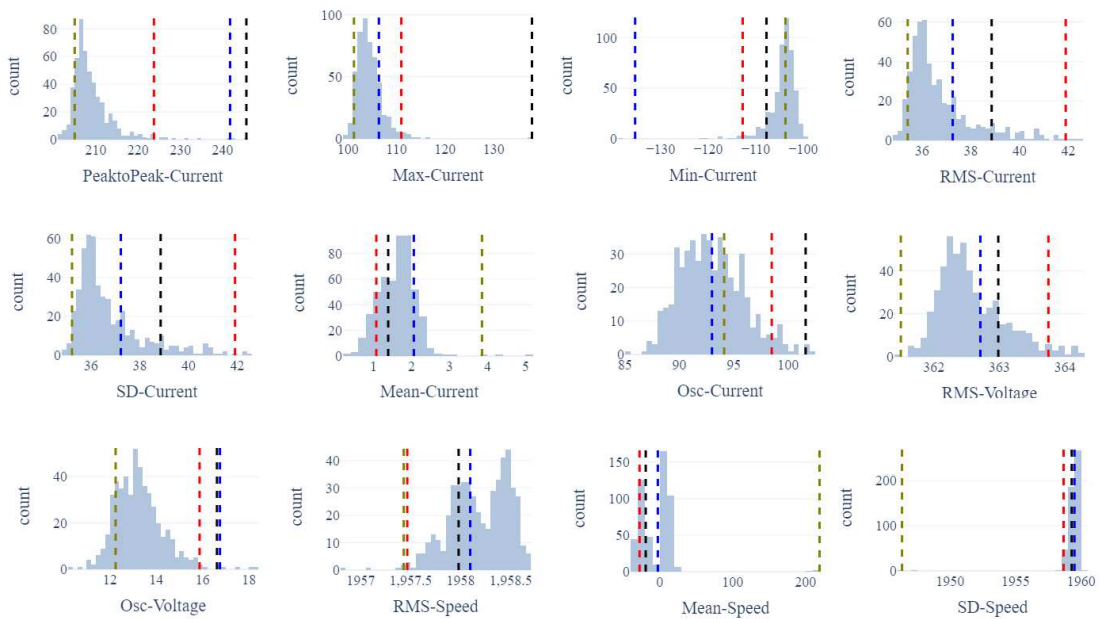 80
60
40
20
0
count
210 220 230 240
PeaktoPeak-Current
100
50
0
count
100 110 120 130
Max-Current
100
50
0
count
−130 −120 −110 −100
Min-Current
60
40
20
0
count
36 38 40 42
RMS-Current
60
40
20
0
count
36 38 40 42
SD-Current
80
60
40
20
0
count
1 2 3 4 5
Mean-Current
30
20
10
0
count
85 90 95 100
Osc-Current
40
20
0
count
362 363 364
RMS-Voltage
40
20
0
count
12 14 16 18
Osc-Voltage
40
20
0
count
1957 1,957.5 1958 1,958.5
RMS-Speed
150
100
50
0
count
0 100 200
Mean-Speed
200
100
0
count
1950 1955 1960
SD-Speed